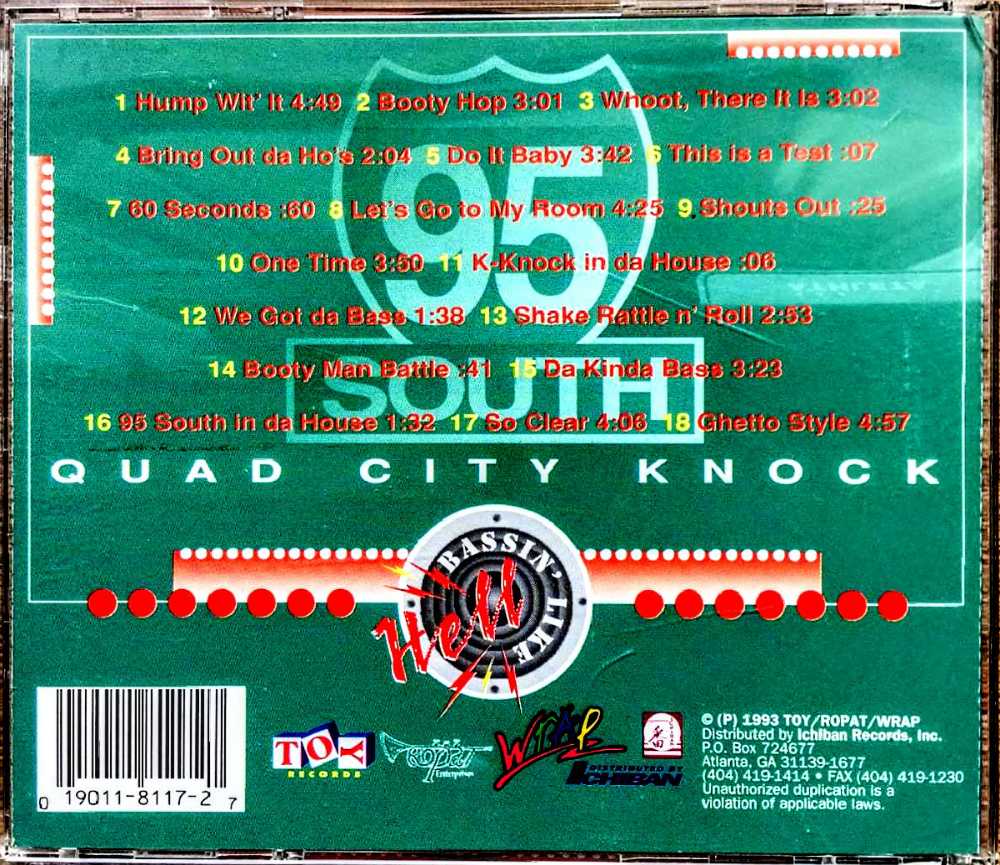 1 Hump Wit' It 4:49 2 Booty Hop 3:01 3 Whoot, There It Is 3:02
4 Bring Out da Ho's 2:04 5 Do It Baby 3:42 6 This is a Test :07
7 60 Seconds :60 8 Let's Go to My Room 4:25 9 Shouts Out :25
10 One Time 3:50 11 K-Knock in da House :06
12 We Got da Bass 1:38 13 Shake Rattle n' Roll 2:53
14 Booty Man Battle :41 15 Da Kinda Bass 3:23
16 95 South in da House 1:32 17 So Clear 4:06 18 Ghetto Style 4:57
95
SOUTH
QUAD CITY KNOCK
BASSIN' LIKE
Hell
0 19011-8117-2 7
TOY
RECORDS
ROPAT
Enterprises
WRAP
DISTRIBUTED BY
ICHIBAN
© (P) 1993 TOY/ROPAT/WRAP
Distributed by Ichiban Records, Inc.
P.O. Box 724677
Atlanta, GA 31139-1677
(404) 419-1414 • FAX (404) 419-1230
Unauthorized duplication is a
violation of applicable laws.